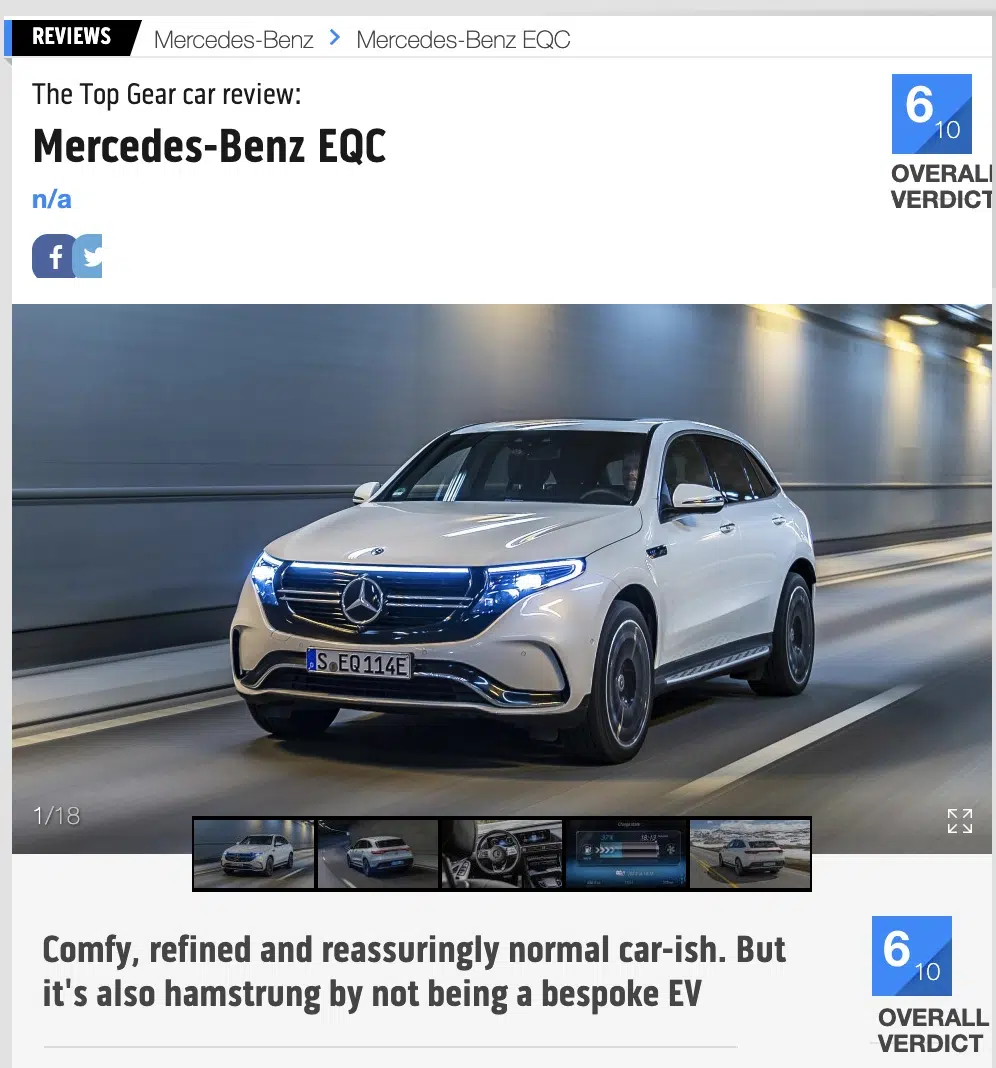 REVIEWS
Mercedes-Benz > Mercedes-Benz EQC
The Top Gear car review:
Mercedes-Benz EQC
n/a
6
10
OVERALL
VERDICT
S EQ 114E
1/18
Comfy, refined and reassuringly normal car-ish. But
it's also hamstrung by not being a bespoke EV
6
10
OVERALL
VERDICT